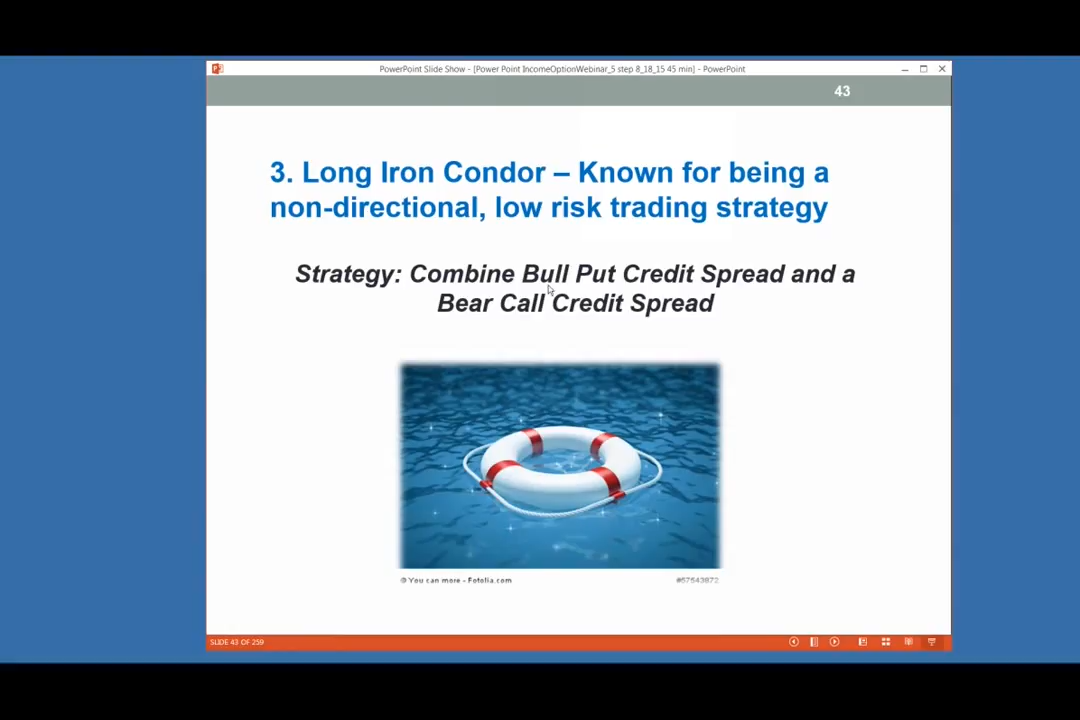 PowerPoint Slide Show - [Power Point IncomeOptionWebinar_5 step 8_18_15 45 min] - PowerPoint
43
3. Long Iron Condor – Known for being a
non-directional, low risk trading strategy
Strategy: Combine Bull Put Credit Spread and a
Bear Call Credit Spread
© You can more - Fotolia.com
#57543872
SLIDE 43 OF 259